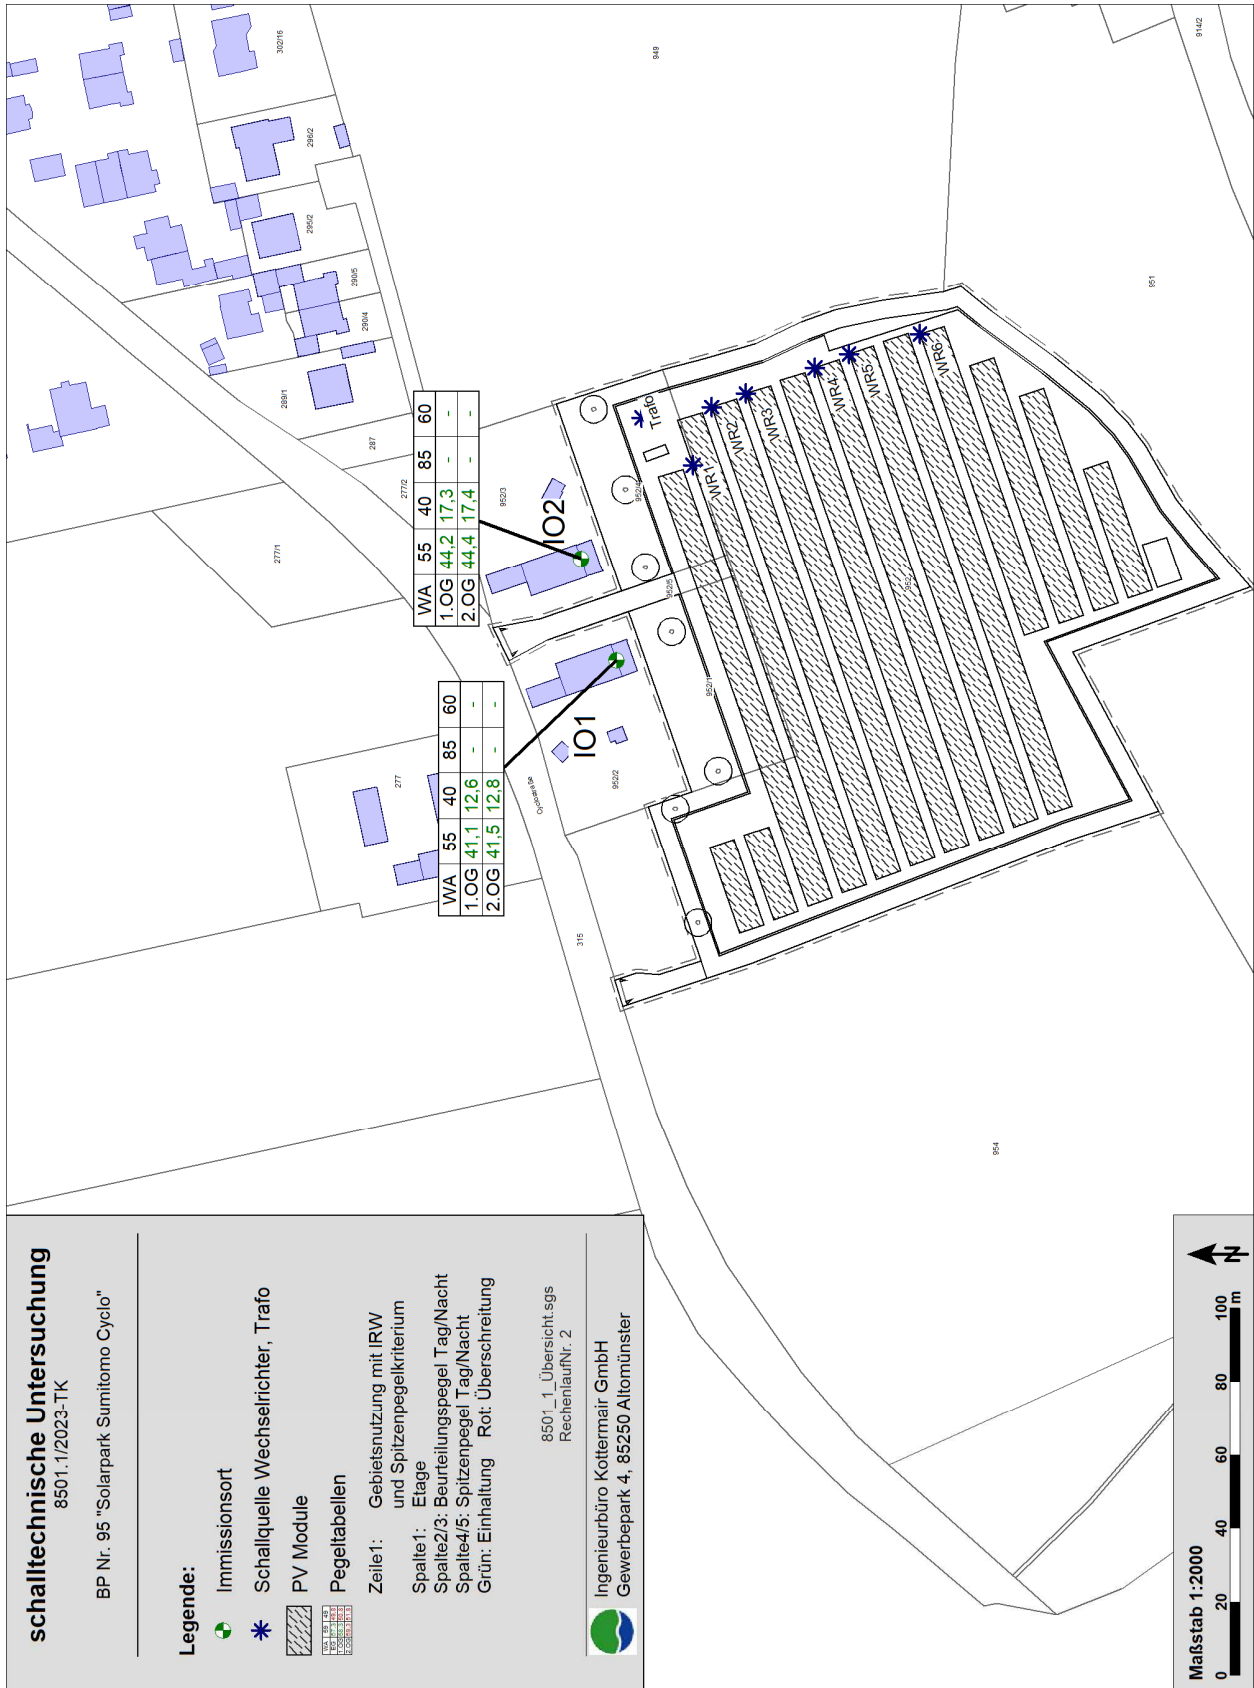 schalltechnische Untersuchung
8501.1/2023-TK
BP Nr. 95 "Solarpark Sumitomo Cyclo"
Legende:
Immissionsort
Schallquelle Wechselrichter, Trafo
PV Module
Pegeltabellen
Zeile1: Gebietsnutzung mit IRW
und Spitzenpegelkriterium
Spalte1: Etage
Spalte2/3: Beurteilungspegel Tag/Nacht
Spalte4/5: Spitzenpegel Tag/Nacht
Grün: Einhaltung Rot: Überschreitung
8501_1_Übersicht.sgs
RechenlaufNr. 2
Ingenieurbüro Kottermair GmbH
Gewerbepark 4, 85250 Altomünster
Maßstab 1:2000
0 20 40 60 80 100
m
N
WA 55 40 85 60
1.OG 41,1 12,6 - -
2.OG 41,5 12,8 - -
IO1
WA 55 40 85 60
1.OG 44,2 17,3 - -
2.OG 44,4 17,4 - -
IO2
Trafo
WR1
WR2
WR3
WR4
WR5
WR6
302/16
296/2
295/2
290/5
290/4
289/1
287
277/2
277/1
277
315
952/3
952/2
952/5
952/1
952
949
951
954
914/2